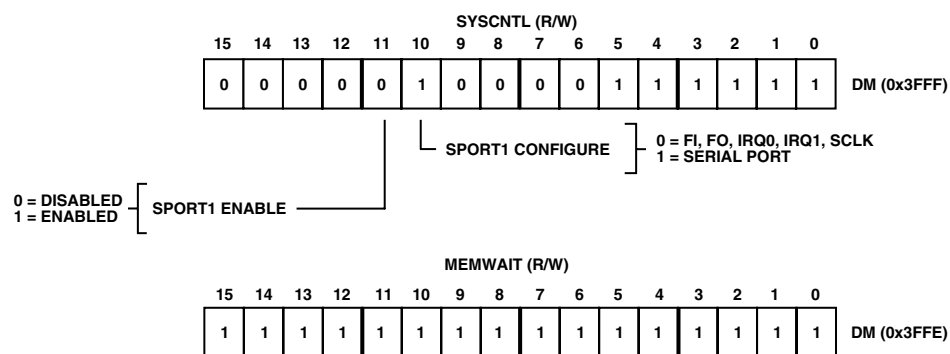 SYSCNTL (R/W)
15 14 13 12 11 10 9 8 7 6 5 4 3 2 1 0
0 0 0 0 0 1 0 0 0 0 1 1 1 1 1 1 DM (0x3FFF)
SPORT1 CONFIGURE
0 = FI, FO, IRQ0, IRQ1, SCLK
1 = SERIAL PORT
0 = DISABLED
1 = ENABLED
SPORT1 ENABLE
MEMWAIT (R/W)
15 14 13 12 11 10 9 8 7 6 5 4 3 2 1 0
1 1 1 1 1 1 1 1 1 1 1 1 1 1 1 1 DM (0x3FFE)